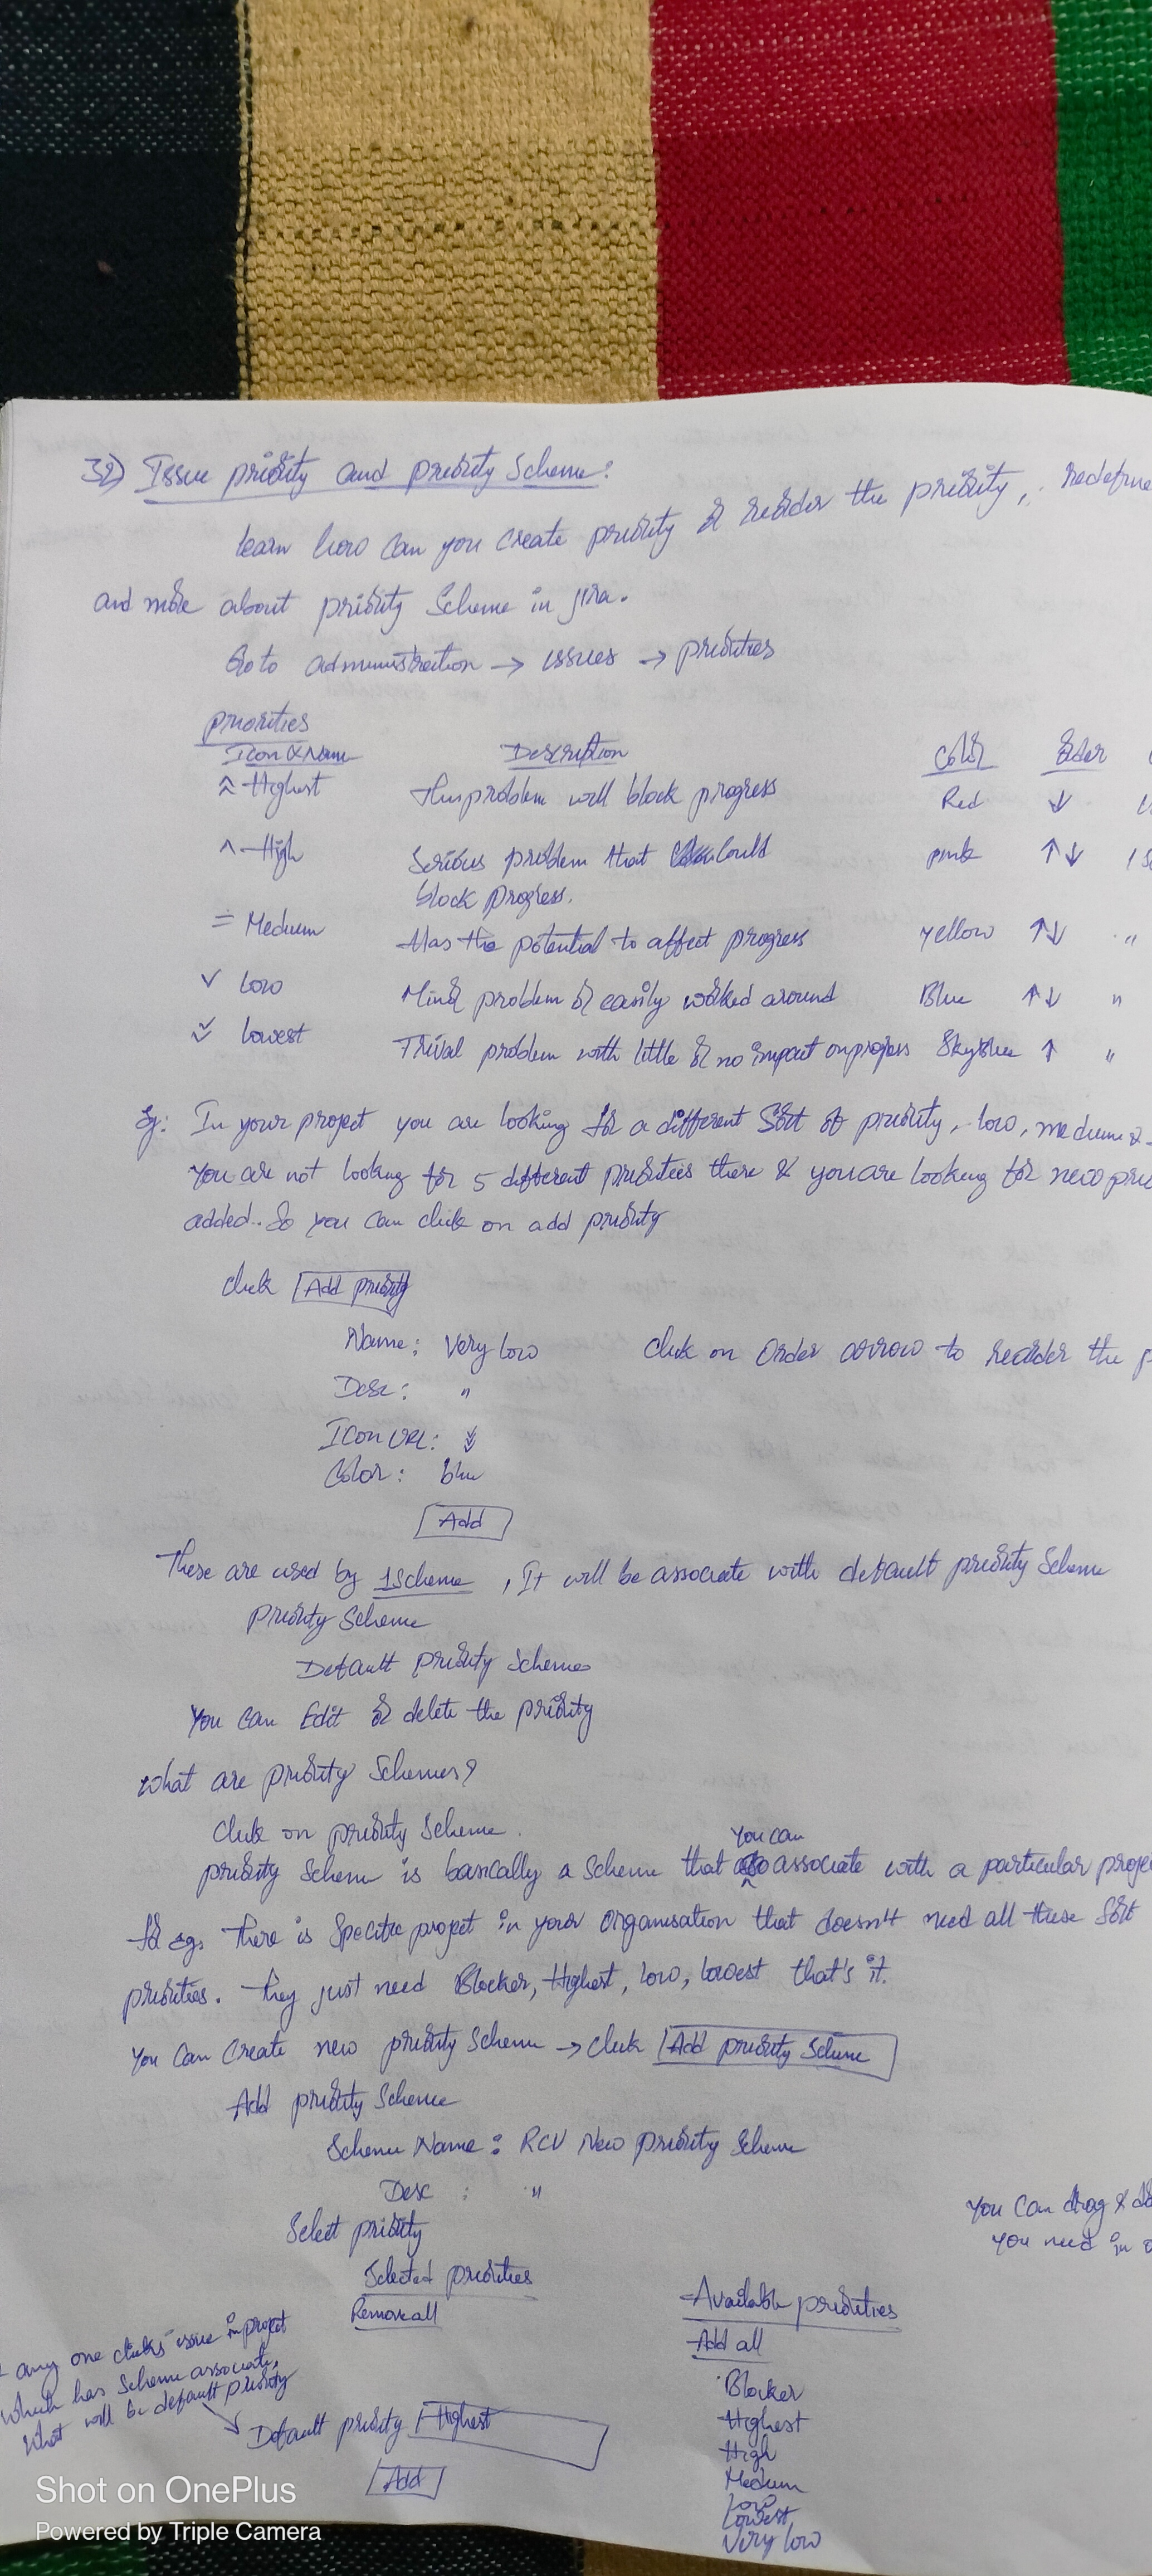 32) Issue priority and priority Scheme:
learn how can you create priority & reorder the priority, redefine
and more about priority Scheme in jira.
Go to administration → issues → priorities
Priorities
Icon & Name Description Color Order
Highest This problem will block progress Red ↓
High Serious problem that could pink ↑↓
block progress.
= Medium Has the potential to affect progress yellow ↑↓ "
Low Minor problem or easily worked around Blue ↑↓ "
lowest Trival problem with little or no impact on progress Skyblue ↑ "
Eg: In your project you are looking for a different Sort of priority, low, medium &
You are not looking for 5 different priorities there & you are looking for new
added. So you can click on add priority
click Add priority
Name: Very low click on Order arrow to reorder the
Desc: "
Icon URL:
Color: blue
Add
These are used by 1 scheme, It will be associate with default priority Scheme
Priority Scheme
Default priority Schemes
You can Edit or delete the priority
What are priority Schemes?
Click on priority Scheme.
You can
priority Scheme is basically a Scheme that associate with a particular
for eg, there is Specific project in your Organisation that doesn't need all these Sort
priorities. They just need Blocker, Highest, low, lowest that's it.
You can create new priority Scheme → click Add priority Scheme
Add priority Scheme
Scheme Name: RCV New priority Scheme
Desc : "
You can drag &
Select priority
you need in
Selected priorities Available priorities
Remove all Add all
any one clicks issue in project
which has Scheme associate,
what will be default priority
Default priority Highest
Add
Blocker
Highest
High
Medium
Low
Lowest
Very low
Shot on OnePlus
Powered by Triple Camera